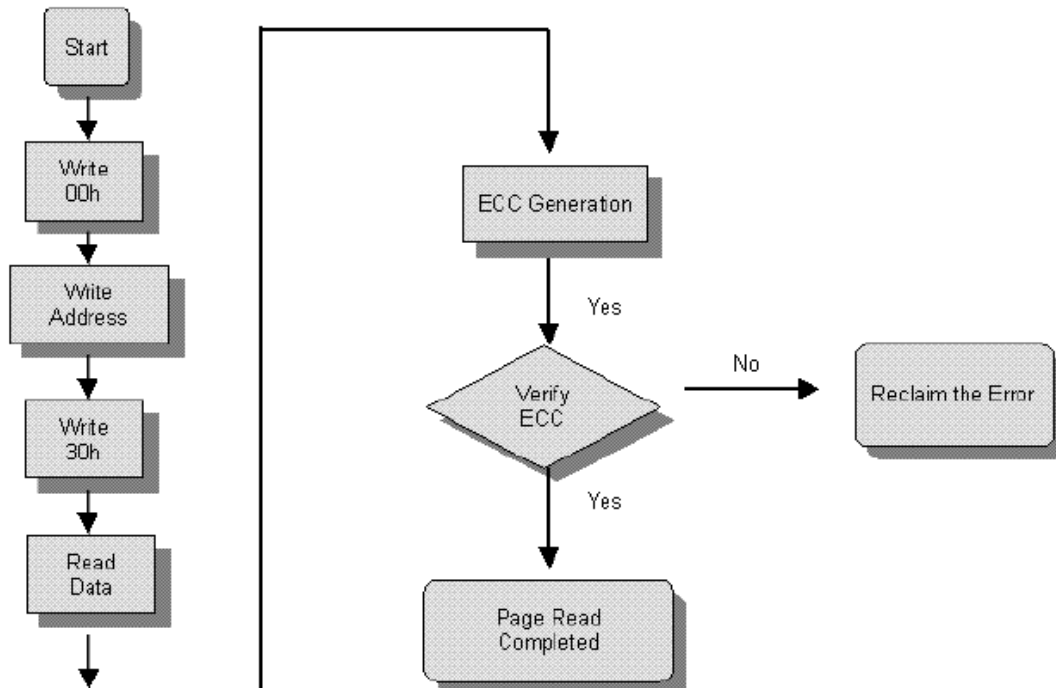 Start
Write
00h
Write
Address
Write
30h
Read
Data
ECC Generation
Yes
Verify
ECC
No
Reclaim the Error
Yes
Page Read
Completed